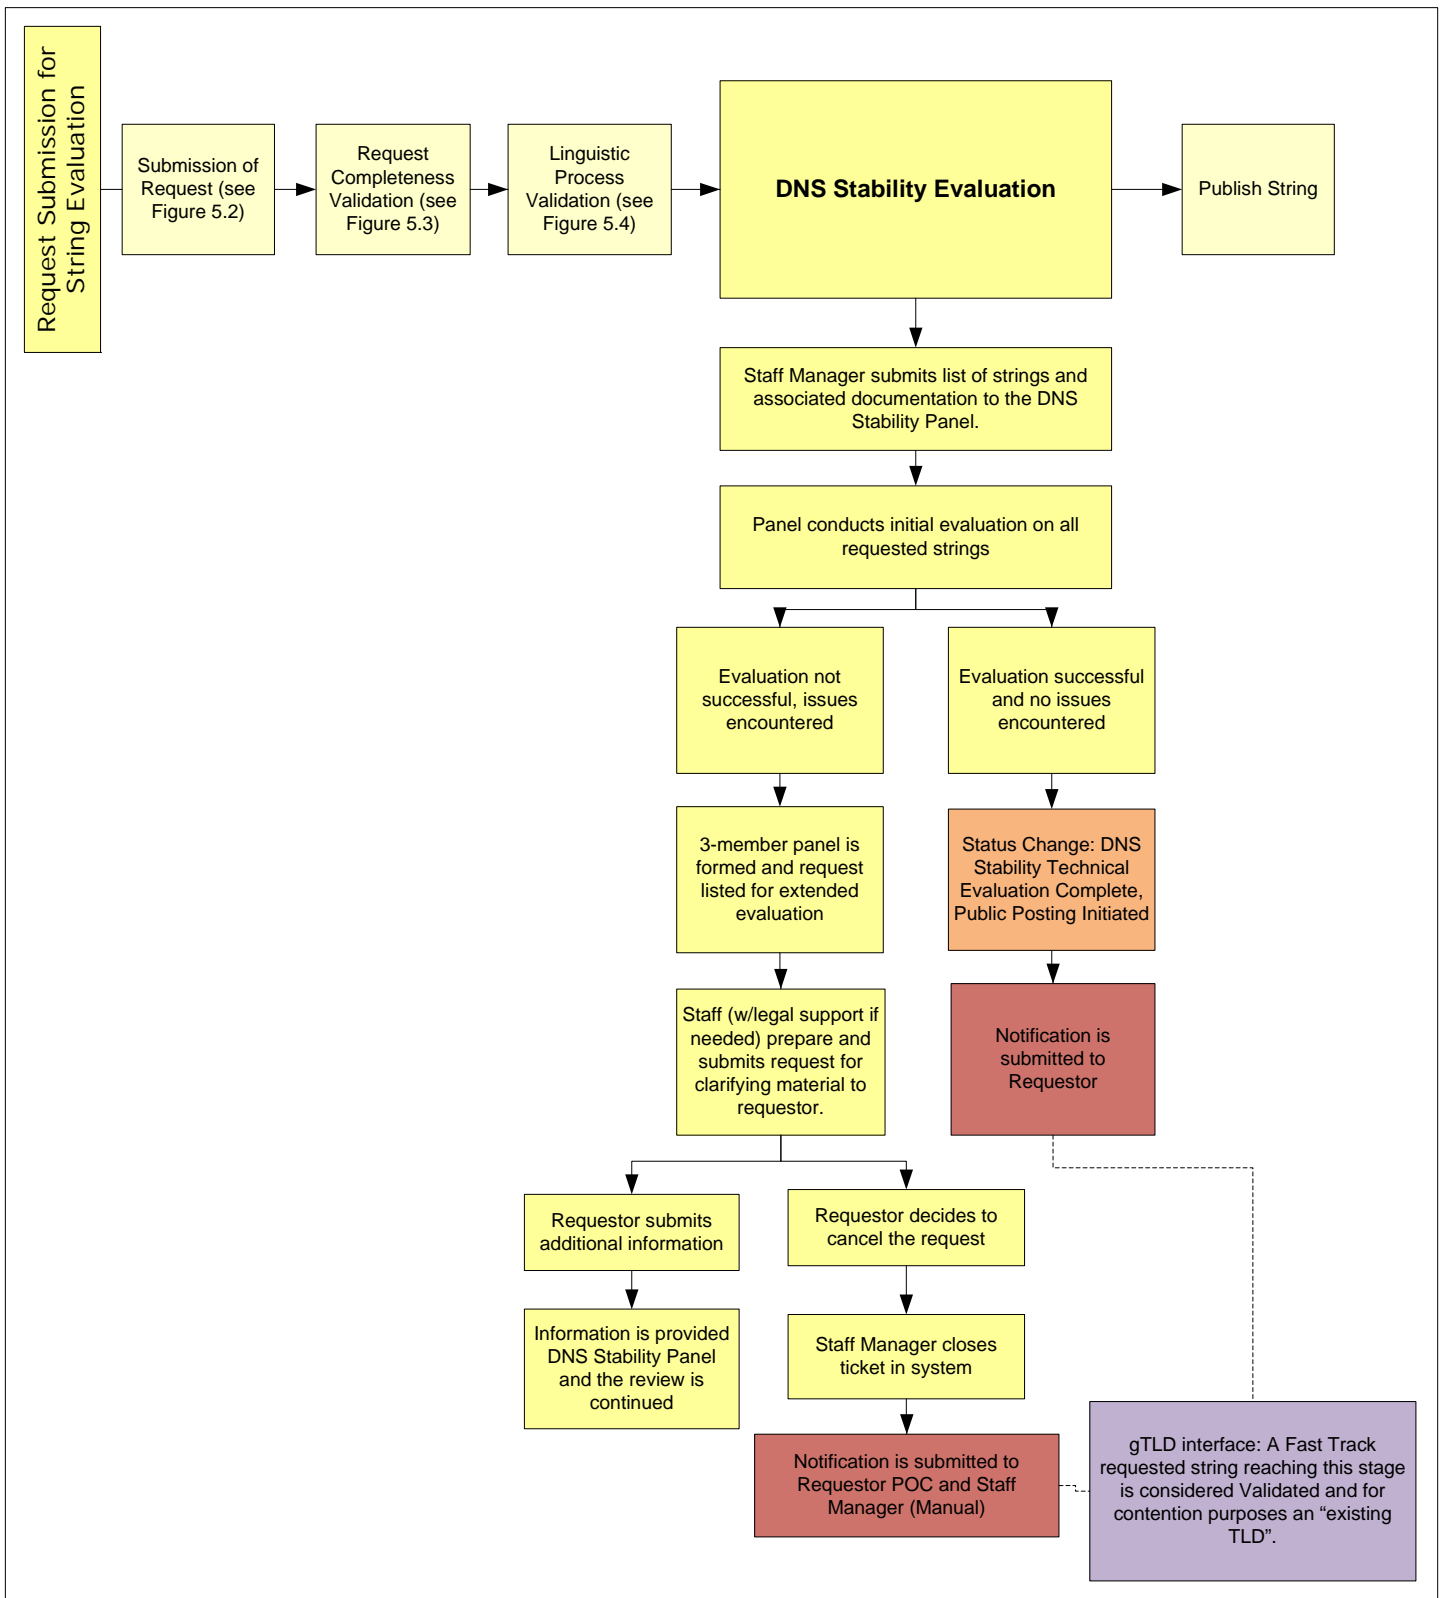 Request Submission for
String Evaluation
Submission of
Request (see
Figure 5.2)
Request
Completeness
Validation (see
Figure 5.3)
Linguistic
Process
Validation (see
Figure 5.4)
DNS Stability Evaluation
Publish String
Staff Manager submits list of strings and
associated documentation to the DNS
Stability Panel.
Panel conducts initial evaluation on all
requested strings
Evaluation not
successful, issues
encountered
Evaluation successful
and no issues
encountered
3-member panel is
formed and request
listed for extended
evaluation
Status Change: DNS
Stability Technical
Evaluation Complete,
Public Posting Initiated
Staff (w/legal support if
needed) prepare and
submits request for
clarifying material to
requestor.
Notification is
submitted to
Requestor
Requestor submits
additional information
Requestor decides to
cancel the request
Information is provided
DNS Stability Panel
and the review is
continued
Staff Manager closes
ticket in system
Notification is submitted to
Requestor POC and Staff
Manager (Manual)
gTLD interface: A Fast Track
requested string reaching this stage
is considered Validated and for
contention purposes an “existing
TLD”.